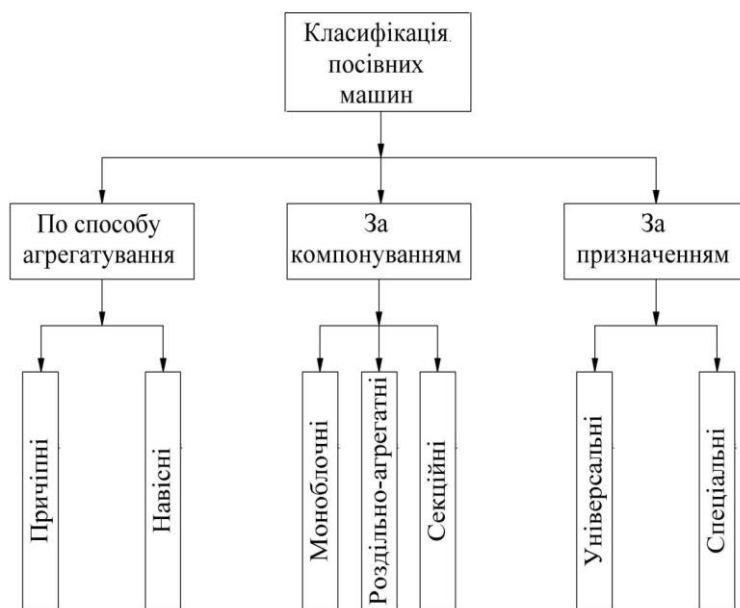 Класифікація
посівних
машин
По способу
агрегатування
За
компонуванням
За
призначенням
Причіпні
Навісні
Моноблочні
Роздільно-агрегатні
Секційні
Універсальні
Спеціальні